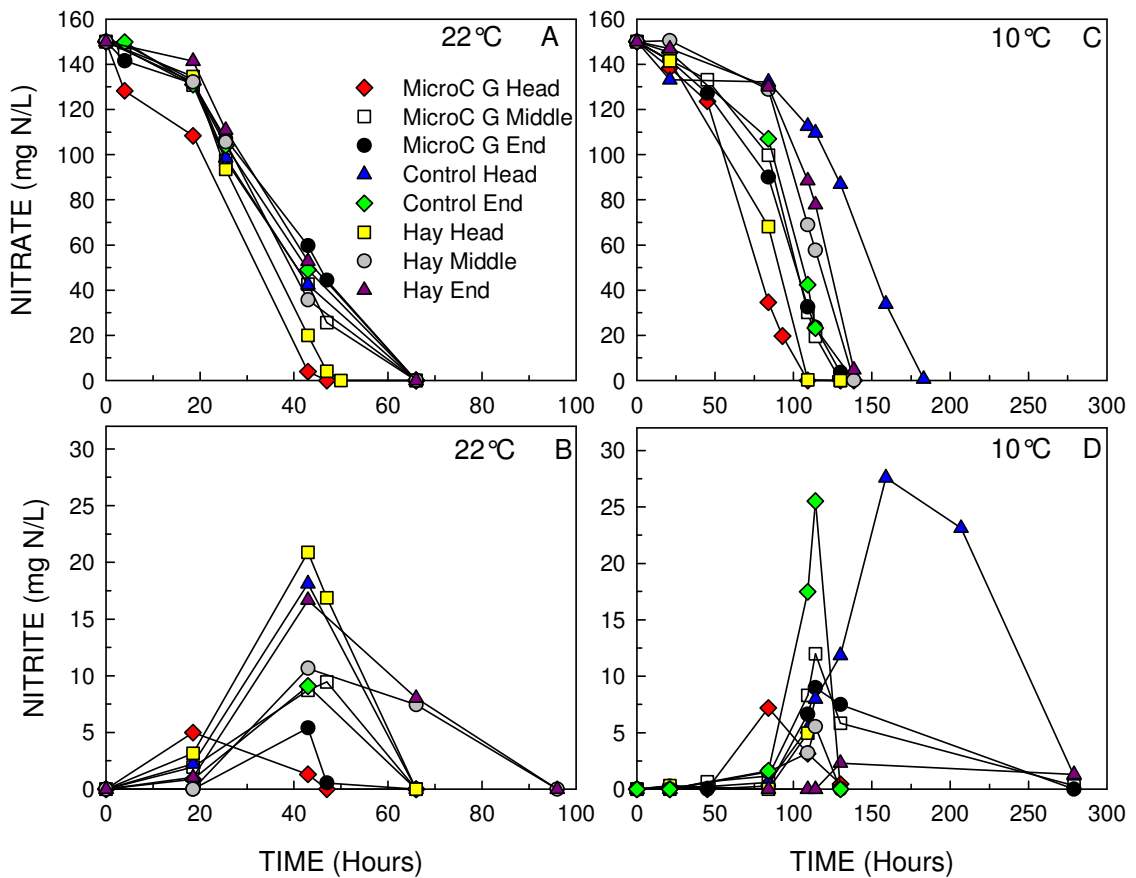 NITRATE (mg N/L)
160
140
120
100
80
60
40
20
0
22°C A
MicroC G Head
MicroC G Middle
MicroC G End
Control Head
Control End
Hay Head
Hay Middle
Hay End
0 20 40 60 80 100
160
140
120
100
80
60
40
20
0
10°C C
0 50 100 150 200 250 300
NITRITE (mg N/L)
30
25
20
15
10
5
0
22°C B
0 20 40 60 80 100
TIME (Hours)
30
25
20
15
10
5
0
10°C D
0 50 100 150 200 250 300
TIME (Hours)